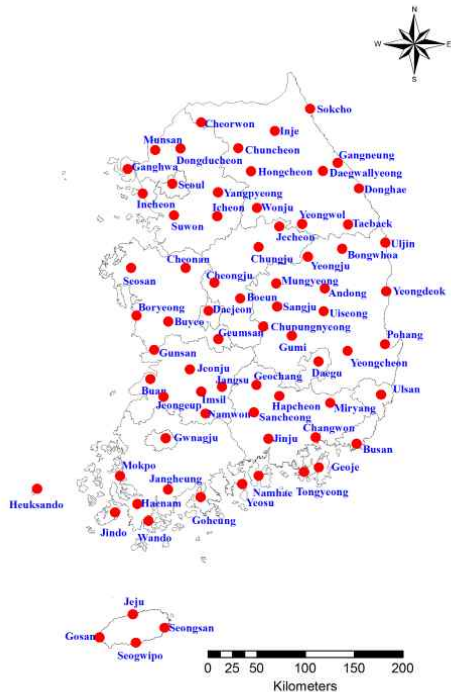 N
W E
S
Sokcho
Cheorwon
Inje
Munsan
Chuncheon
Dongducheon
Gangneung
Ganghwa
Hongcheon
Daegwallyeong
Seoul
Donghae
Yangpyeong
Incheon
Wonju
Icheon
Yeongwol
Suwon
Taebaek
Jecheon
Uljin
Chungju
Bongwhoa
Yeongju
Cheonan
Seosan
Cheongju
Mungyeong
Andong
Yeongdeok
Boeun
Sangju
Boryeong
Daejeon
Uiseong
Buyeo
Chupungnyeong
Geumsan
Gumi
Pohang
Gunsan
Yeongcheon
Jeonju
Daegu
Jangsu
Geochang
Buan
Imsil
Ulsan
Jeongeup
Hapcheon
Miryang
Namwon
Sancheong
Changwon
Gwnagju
Jinju
Busan
Mokpo
Geoje
Jangheung
Namhae
Tongyeong
Heuksando
Haenam
Yeosu
Goheung
Jindo
Wando
Jeju
Seongsan
Gosan
Seogwipo
0 25 50 100 150 200
Kilometers